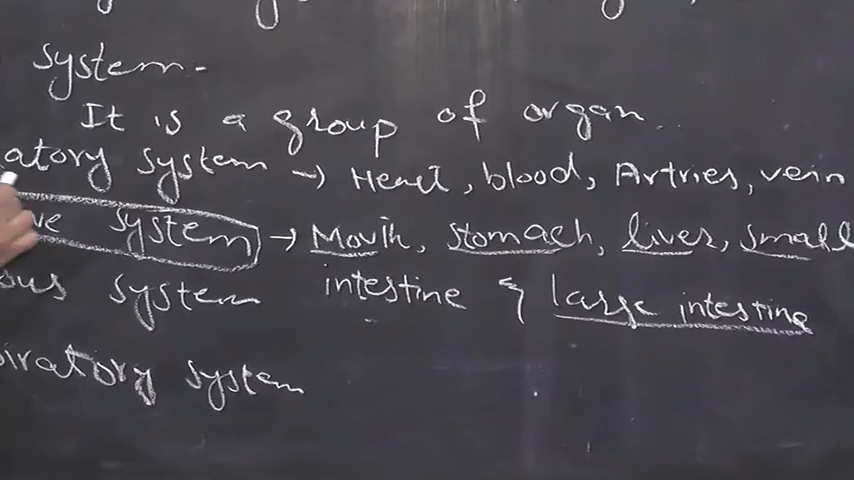 system.
It is a group of organ.
atory system → Heart, blood, Artries, vein
ve system → Mouth, stomach, liver, small
ous system intestine & large intestine
iratory system